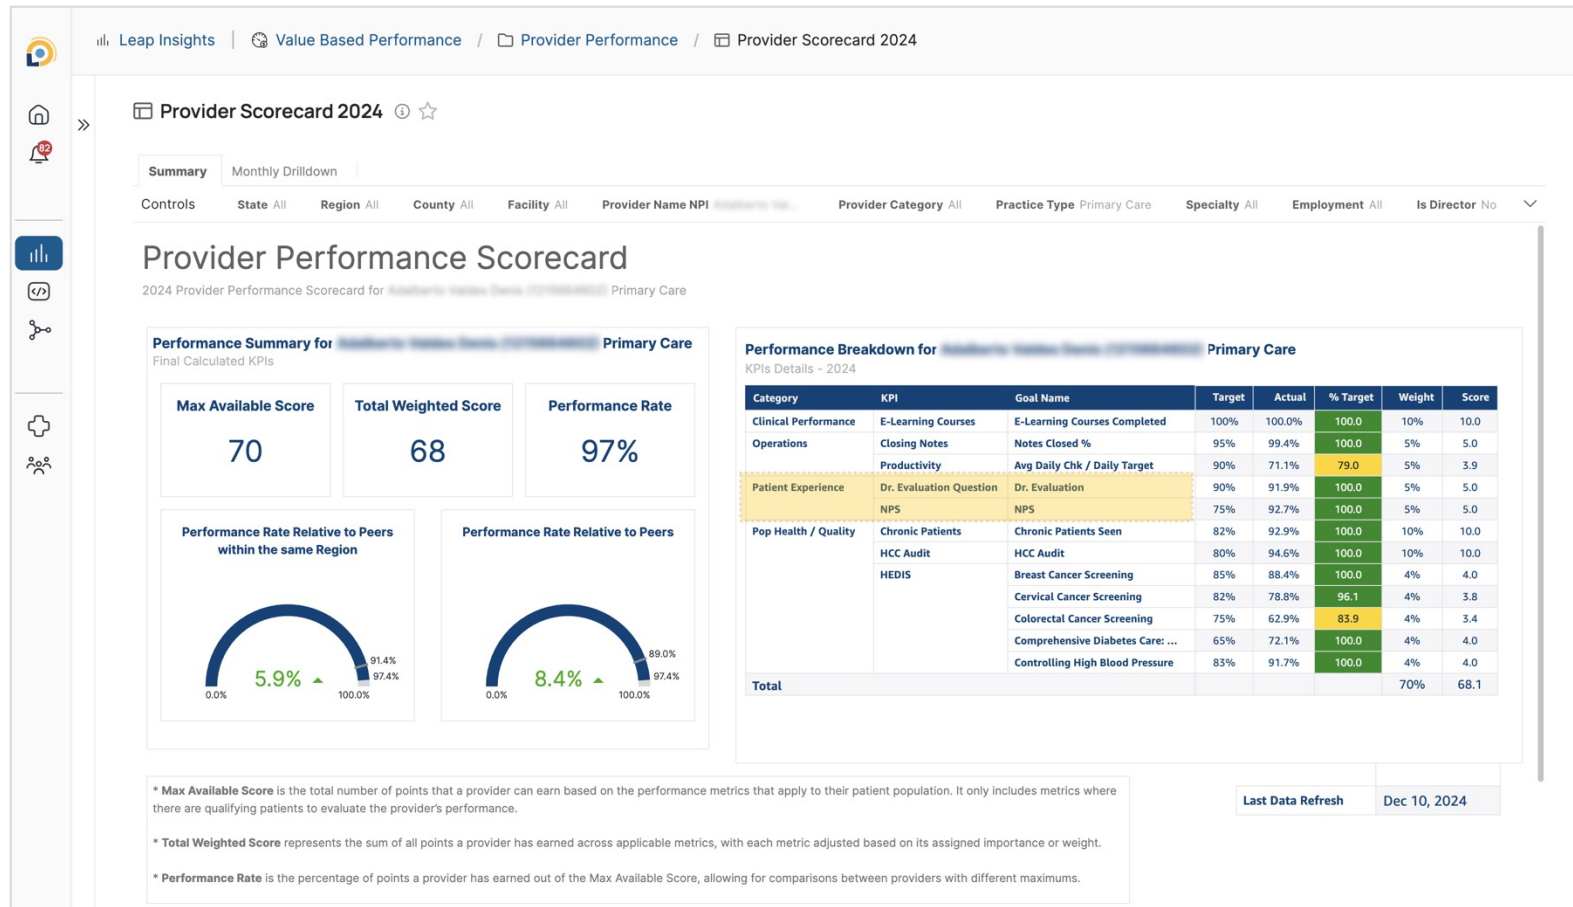 Leap Insights | Value Based Performance / Provider Performance / Provider Scorecard 2024
82
Provider Scorecard 2024
Summary Monthly Drilldown
Controls State All Region All County All Facility All Provider Name NPI Provider Category All Practice Type Primary Care Specialty All Employment All Is Director No
Provider Performance Scorecard
2024 Provider Performance Scorecard for Primary Care
Performance Summary for Primary Care
Final Calculated KPIs
Max Available Score
70
Total Weighted Score
68
Performance Rate
97%
Performance Rate Relative to Peers
within the same Region
91.4%
97.4%
5.9%
0.0% 100.0%
Performance Rate Relative to Peers
89.0%
97.4%
8.4%
0.0% 100.0%
Performance Breakdown for Primary Care
KPIs Details - 2024
Category KPI Goal Name Target Actual % Target Weight Score
Clinical Performance E-Learning Courses E-Learning Courses Completed 100% 100.0% 100.0 10% 10.0
Operations Closing Notes Notes Closed % 95% 99.4% 100.0 5% 5.0
Productivity Avg Daily Chk / Daily Target 90% 71.1% 79.0 5% 3.9
Patient Experience Dr. Evaluation Question Dr. Evaluation 90% 91.9% 100.0 5% 5.0
NPS NPS 75% 92.7% 100.0 5% 5.0
Pop Health / Quality Chronic Patients Chronic Patients Seen 82% 92.9% 100.0 10% 10.0
HCC Audit HCC Audit 80% 94.6% 100.0 10% 10.0
HEDIS Breast Cancer Screening 85% 88.4% 100.0 4% 4.0
Cervical Cancer Screening 82% 78.8% 96.1 4% 3.8
Colorectal Cancer Screening 75% 62.9% 83.9 4% 3.4
Comprehensive Diabetes Care: ... 65% 72.1% 100.0 4% 4.0
Controlling High Blood Pressure 83% 91.7% 100.0 4% 4.0
Total 70% 68.1
* Max Available Score is the total number of points that a provider can earn based on the performance metrics that apply to their patient population. It only includes metrics where
there are qualifying patients to evaluate the provider's performance.
* Total Weighted Score represents the sum of all points a provider has earned across applicable metrics, with each metric adjusted based on its assigned importance or weight.
* Performance Rate is the percentage of points a provider has earned out of the Max Available Score, allowing for comparisons between providers with different maximums.
Last Data Refresh Dec 10, 2024